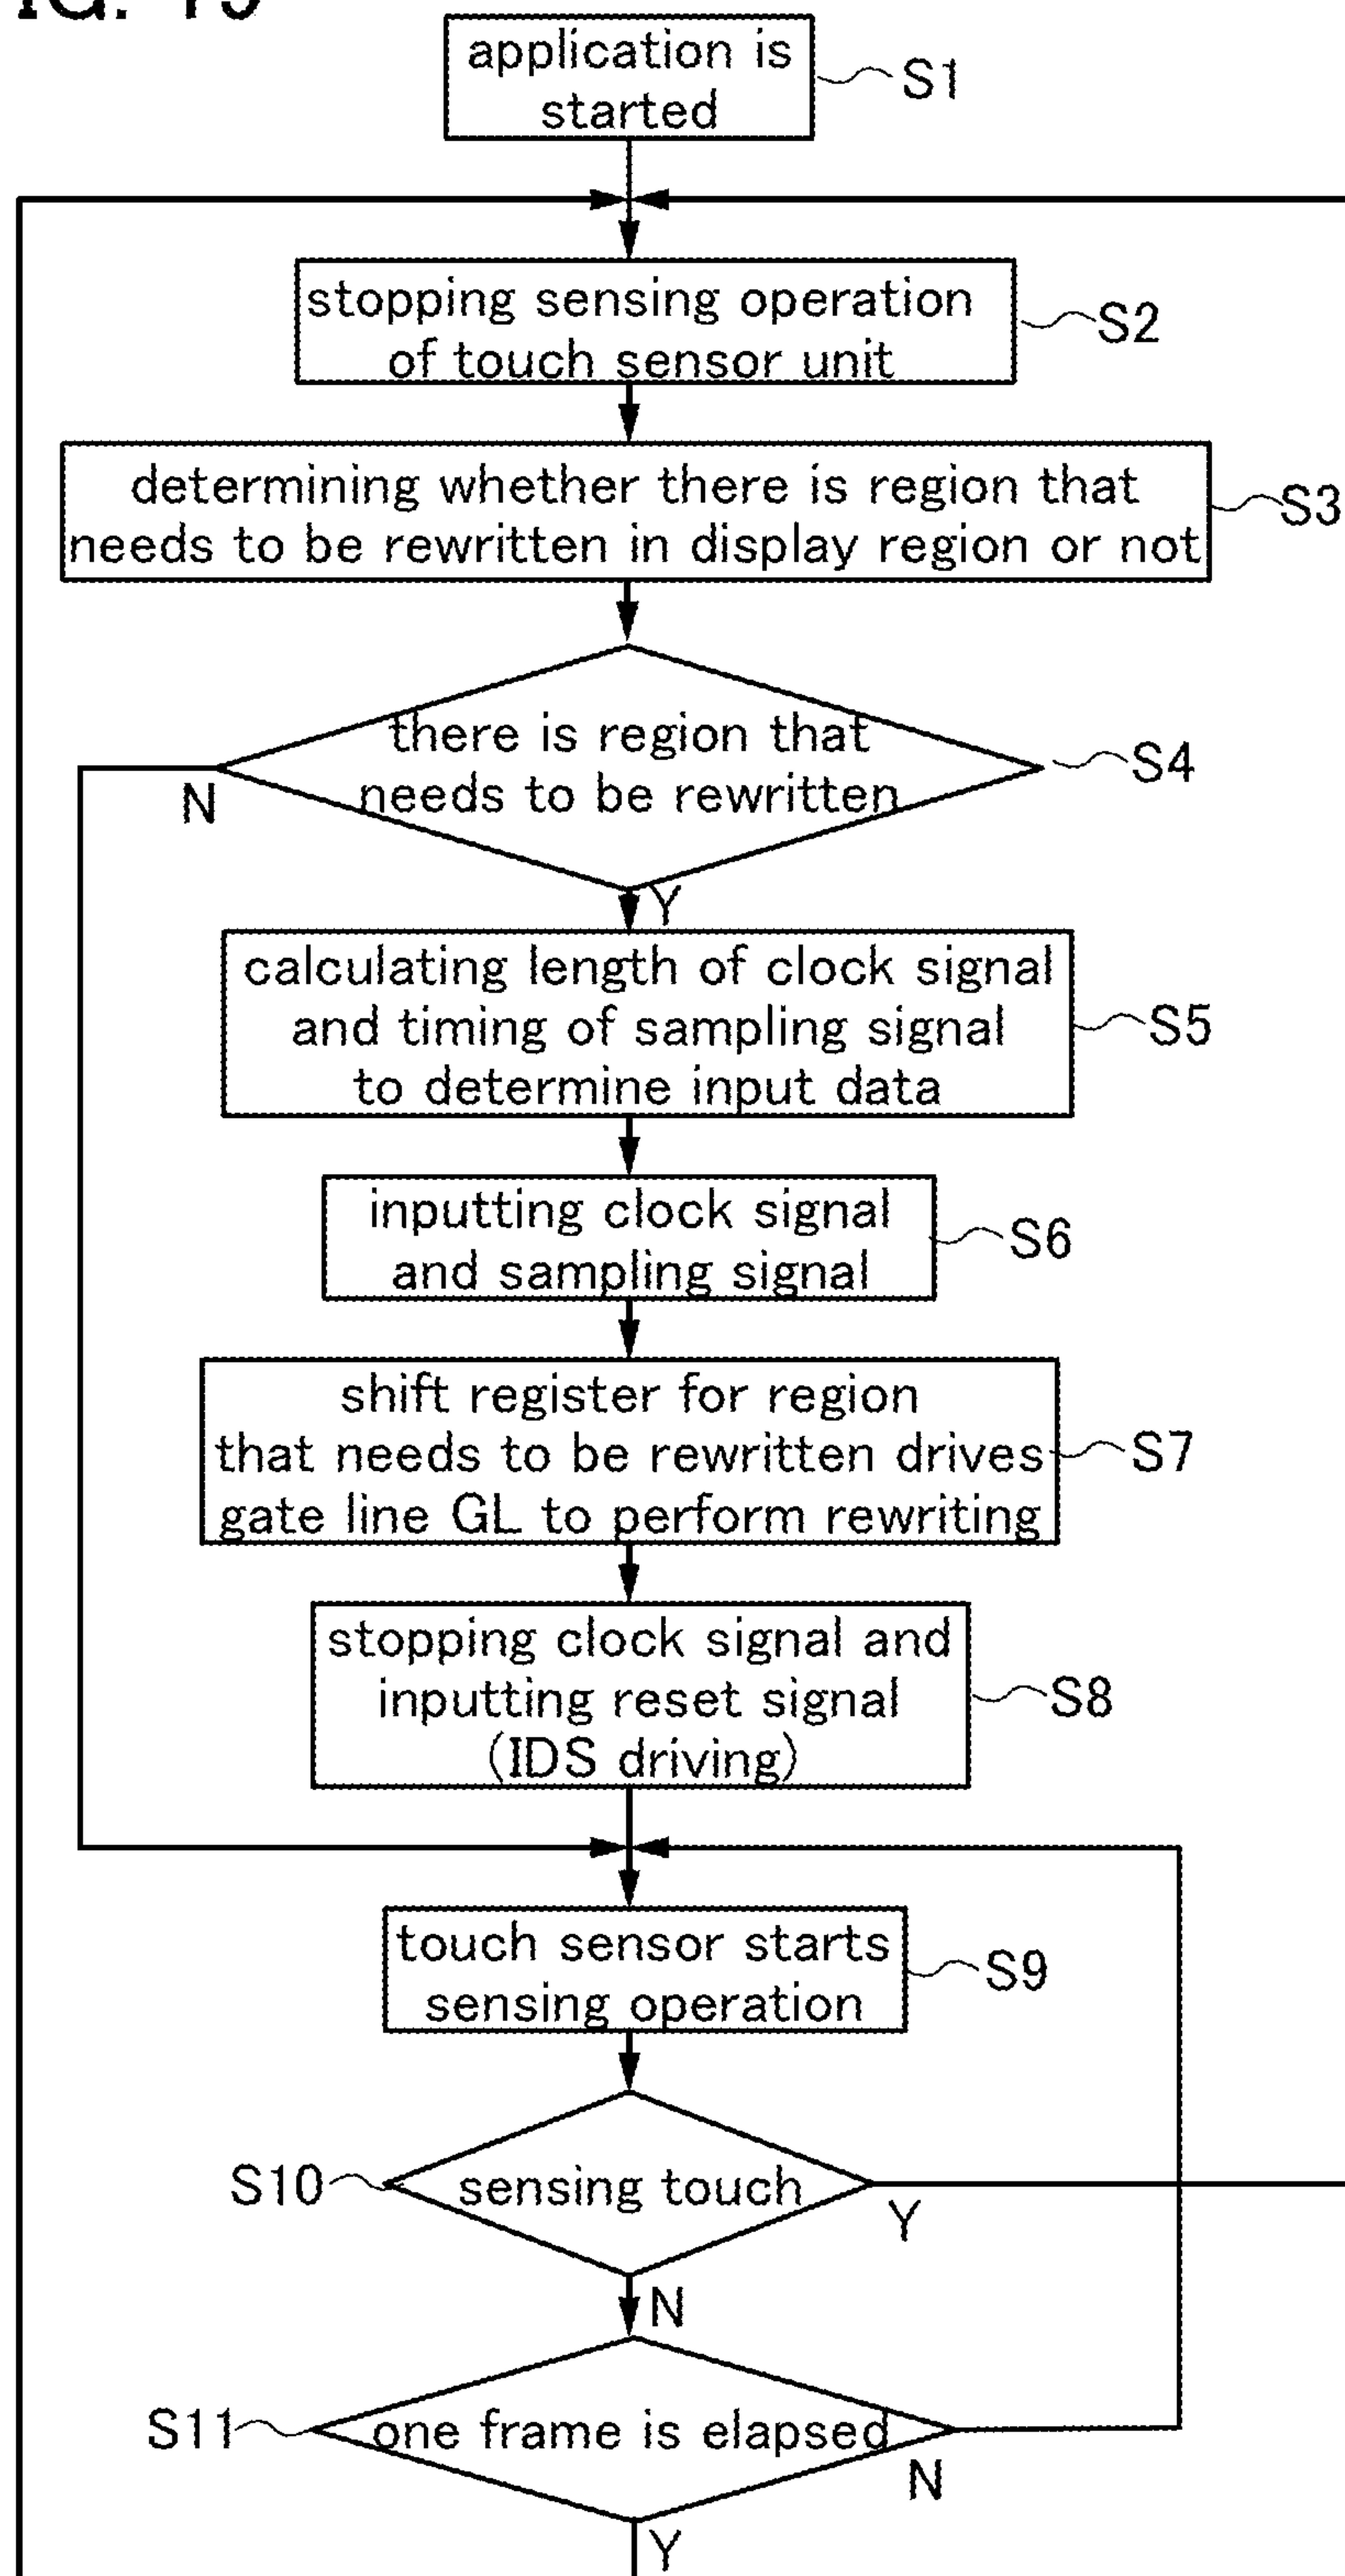 application is
started
S1
stopping sensing operation
of touch sensor unit
S2
determining whether there is region that
needs to be rewritten in display region or not
S3
there is region that
needs to be rewritten
S4
N
Y
calculating length of clock signal
and timing of sampling signal
to determine input data
S5
inputting clock signal
and sampling signal
S6
shift register for region
that needs to be rewritten drives
gate line GL to perform rewriting
S7
stopping clock signal and
inputting reset signal
(IDS driving)
S8
touch sensor starts
sensing operation
S9
S10
sensing touch
Y
N
S11
one frame is elapsed
N
Y